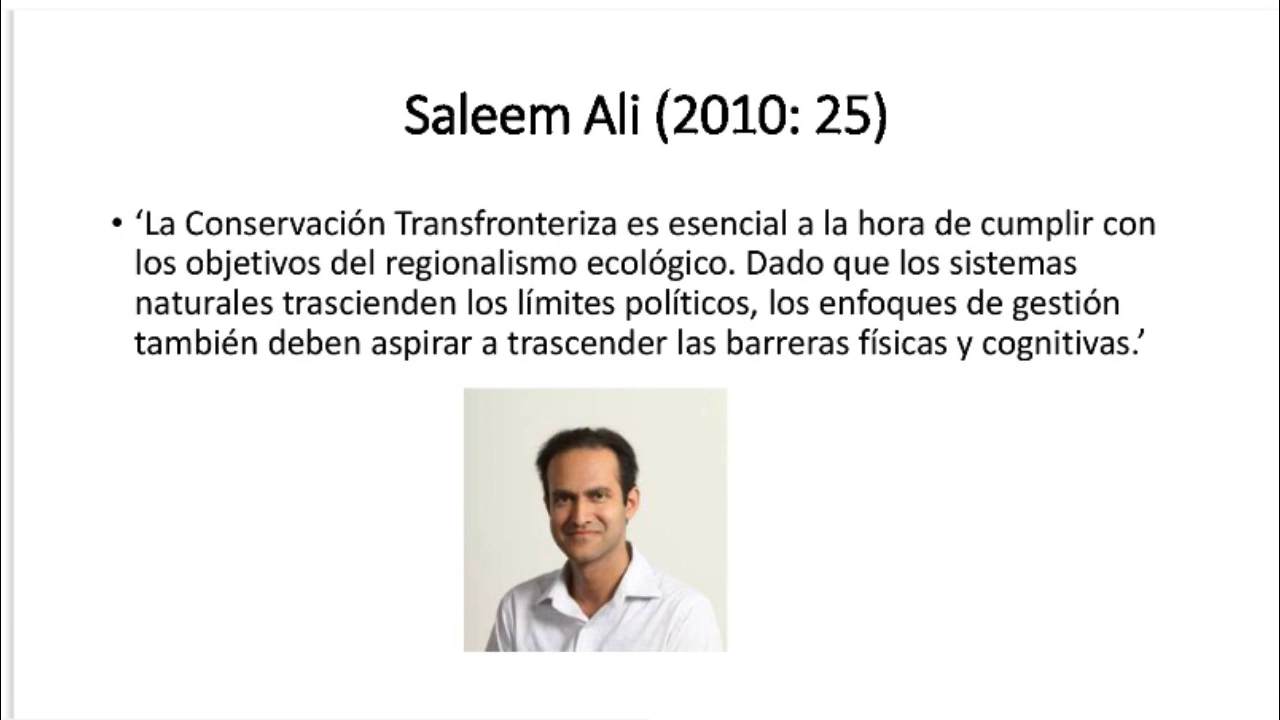 Saleem Ali (2010: 25)
• ‘La Conservación Transfronteriza es esencial a la hora de cumplir con
los objetivos del regionalismo ecológico. Dado que los sistemas
naturales trascienden los límites políticos, los enfoques de gestión
también deben aspirar a trascender las barreras físicas y cognitivas.’